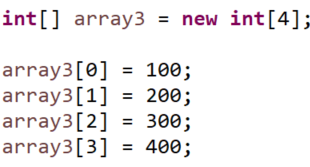 int[] array3 = new int[4];
array3[0] = 100;
array3[1] = 200;
array3[2] = 300;
array3[3] = 400;